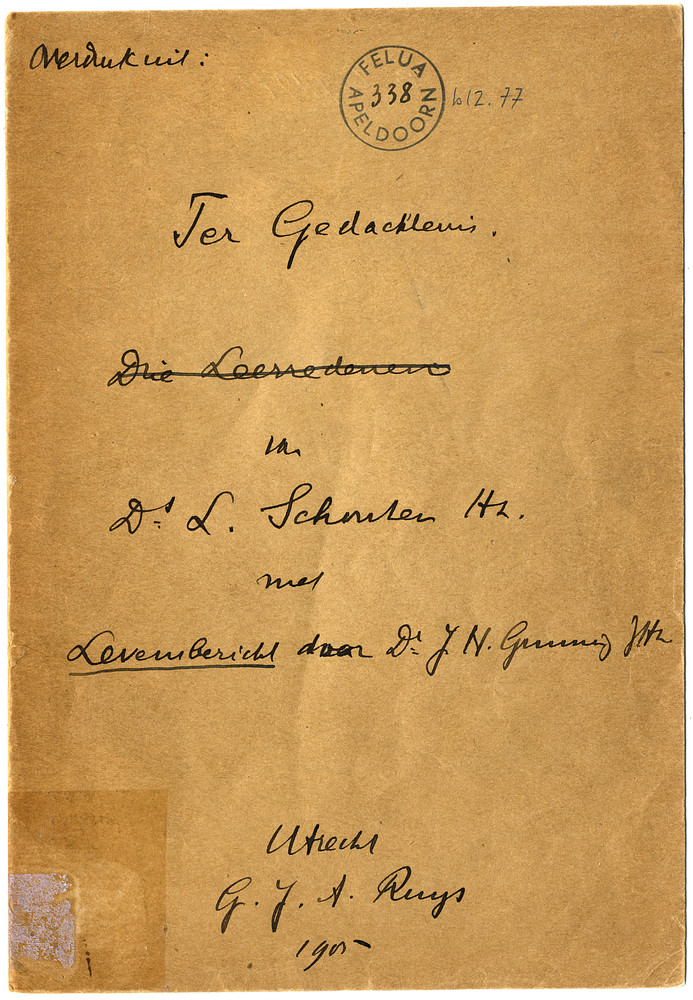 Overdruk uit:
FELUA
338
APELDOORN
b12.77
Ter Gedachtenis.
Drie Leerredenen
van
Ds L. Schouten Hz.
met
Levensbericht door Dr J. H. Gunning JHz
Utrecht
G. J. A. Ruys
1905